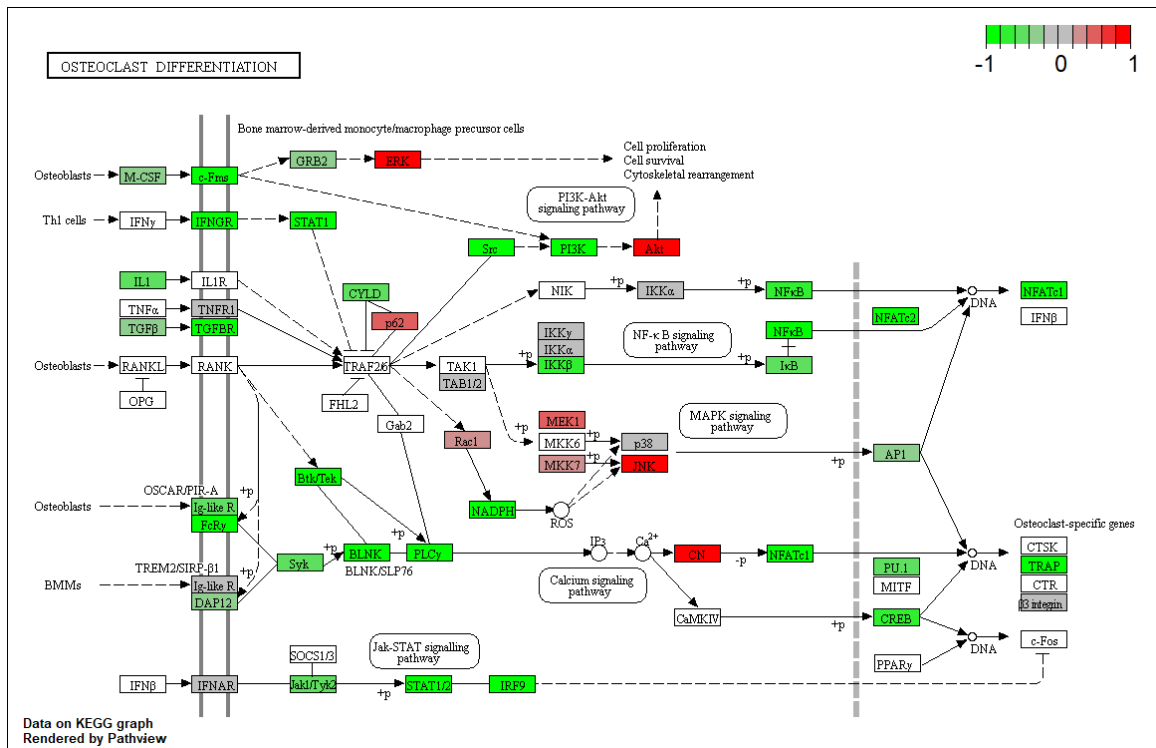 OSTEOCLAST DIFFERENTIATION
-1 0 1
Bone marrow-derived monocyte/macrophage precursor cells
Osteoblasts
M-CSF
c-Fms
GRB2
ERK
Cell proliferation
Cell survival
Cytoskeletal rearrangement
PI3K-Akt
signaling pathway
Th1 cells
IFNγ
IFNGR
STAT1
Src
PI3K
Akt
IL1
IL1R
CYLD
NIK
+p
IKKα
+p
NFκB
DNA
NFATc1
TNFα
TNFR1
p62
NFATc2
IFNβ
TGFβ
TGFBR
IKKγ
IKKα
IKKβ
NF-κ B signaling
pathway
NFκB
Osteoblasts
RANKL
RANK
TRAF2/6
TAK1
TAB1/2
+p
+p
IκB
OPG
FHL2
Gab2
Rac1
MEK1
MKK6
MKK7
+p
+p
+p
p38
JNK
MAPK signaling
pathway
+p
AP1
Btk/Tek
NADPH
ROS
OSCAR/PIR-A
+p
Osteoblasts
Ig-like R
FcRγ
Syk
+p
BLNK
BLNK/SLP76
+p
PLCγ
IP3
Ca2+
CN
-p
NFATc1
DNA
Osteoclast-specific genes
CTSK
TRAP
CTR
β3 integrin
TREM2/SIRP-β1
+p
BMMs
Ig-like R
DAP12
Calcium signaling
pathway
PU.1
MITF
CaMKIV
+p
CREB
DNA
c-Fos
PPARγ
SOCS1/3
Jak-STAT signalling
pathway
IFNβ
IFNAR
Jak1/Tyk2
+p
STAT1/2
IRF9
Data on KEGG graph
Rendered by Pathview